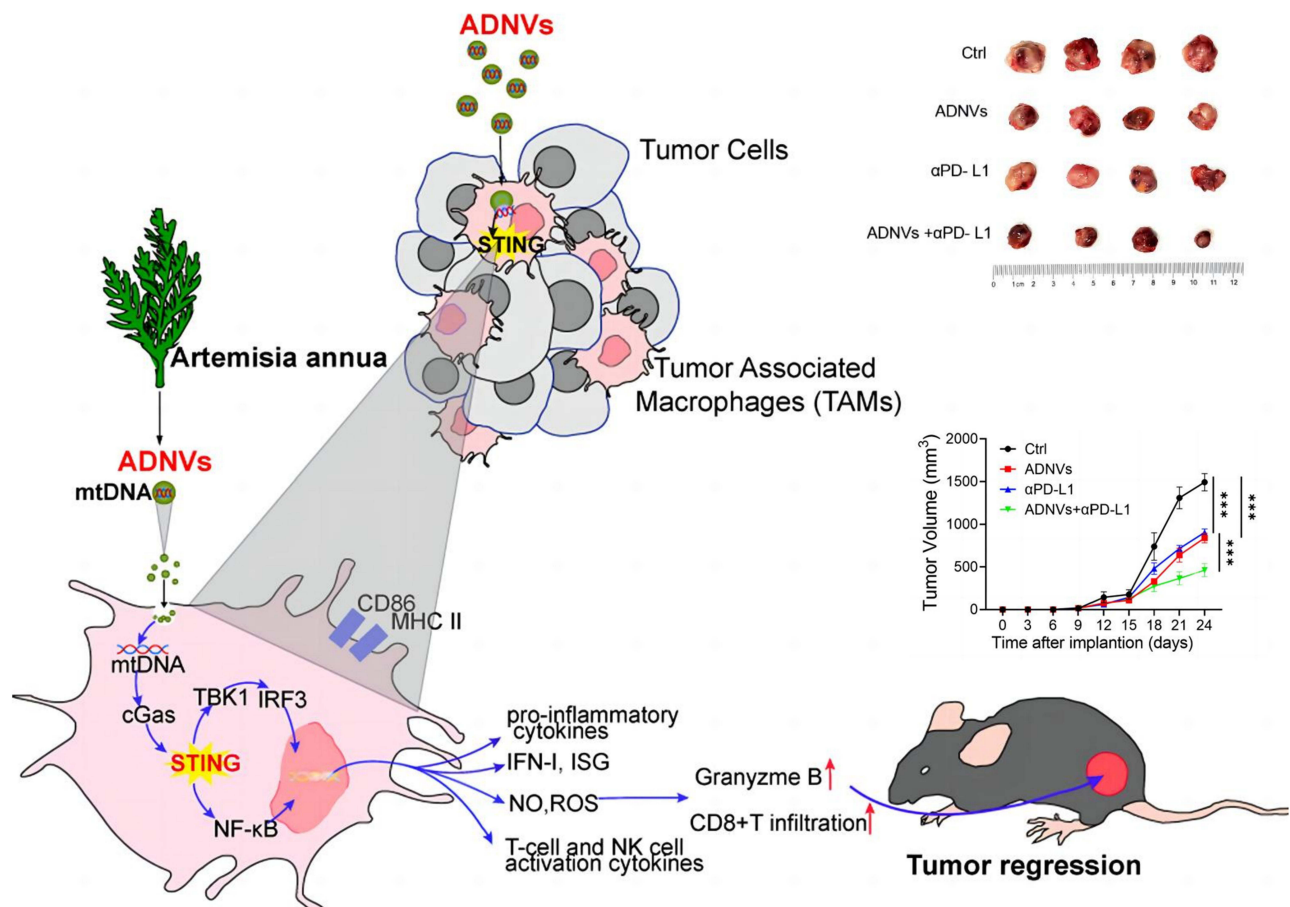 ADNVs
Tumor Cells
STING
Artemisia annua
Tumor Associated
Macrophages (TAMs)
ADNVs
mtDNA
CD86
MHC II
mtDNA
cGas
TBK1
IRF3
STING
NF-κB
pro-inflammatory
cytokines
IFN-I, ISG
NO,ROS
T-cell and NK cell
activation cytokines
Granyzme B
CD8+T infiltration
Tumor regression
Ctrl
ADNVs
αPD- L1
ADNVs +αPD- L1
0 1cm 2 3 4 5 6 7 8 9 10 11 12
Tumor Volume (mm³)
2000
1500
1000
500
0
Ctrl
ADNVs
αPD-L1
ADNVs+αPD-L1
***
***
***
0 3 6 9 12 15 18 21 24
Time after implantion (days)